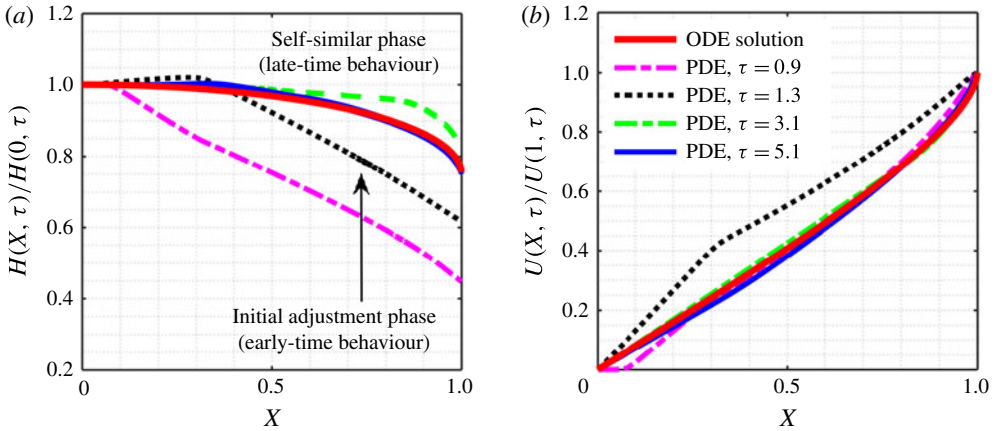 (a)
1.2
1.0
0.8
0.6
0.4
0.2
0
0.5
1.0
X
H(X, τ)/H(0, τ)
Self-similar phase
(late-time behaviour)
Initial adjustment phase
(early-time behaviour)
(b)
1.2
1.0
0.8
0.6
0.4
0.2
0
0.5
1.0
X
U(X, τ)/U(1, τ)
ODE solution
PDE, τ = 0.9
PDE, τ = 1.3
PDE, τ = 3.1
PDE, τ = 5.1